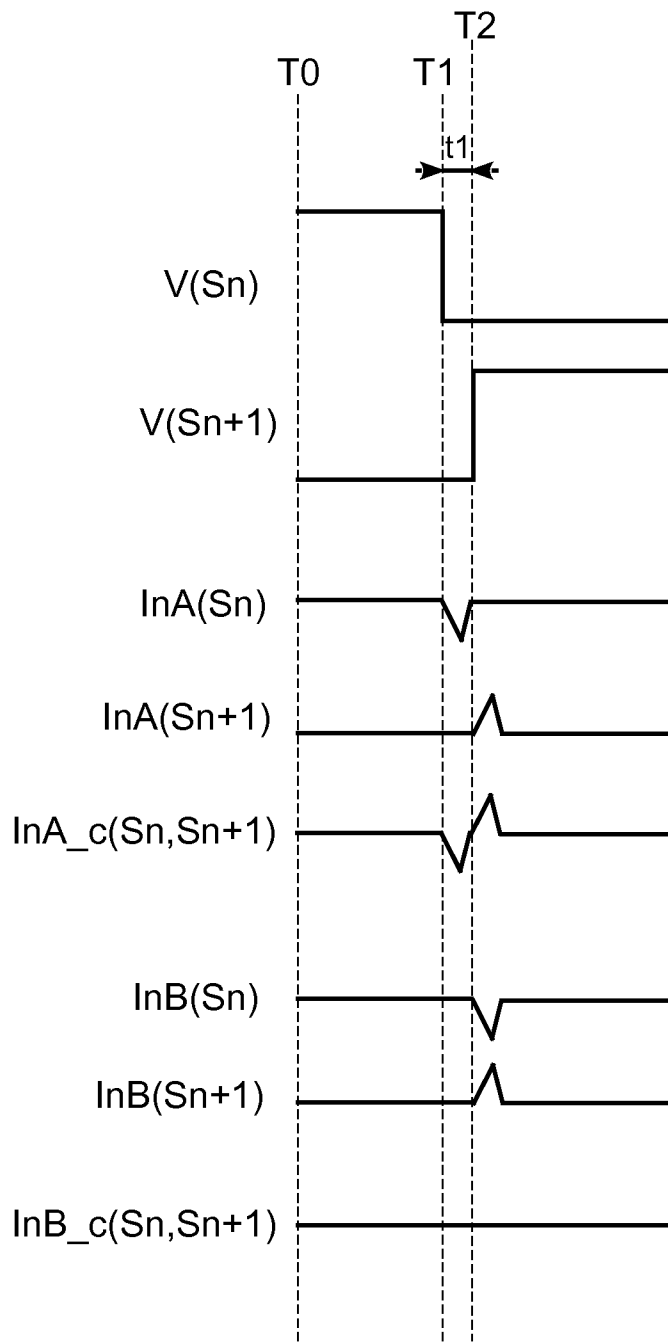 T2
T0
T1
t1
V(Sn)
V(Sn+1)
InA(Sn)
InA(Sn+1)
InA_c(Sn,Sn+1)
InB(Sn)
InB(Sn+1)
InB_c(Sn,Sn+1)